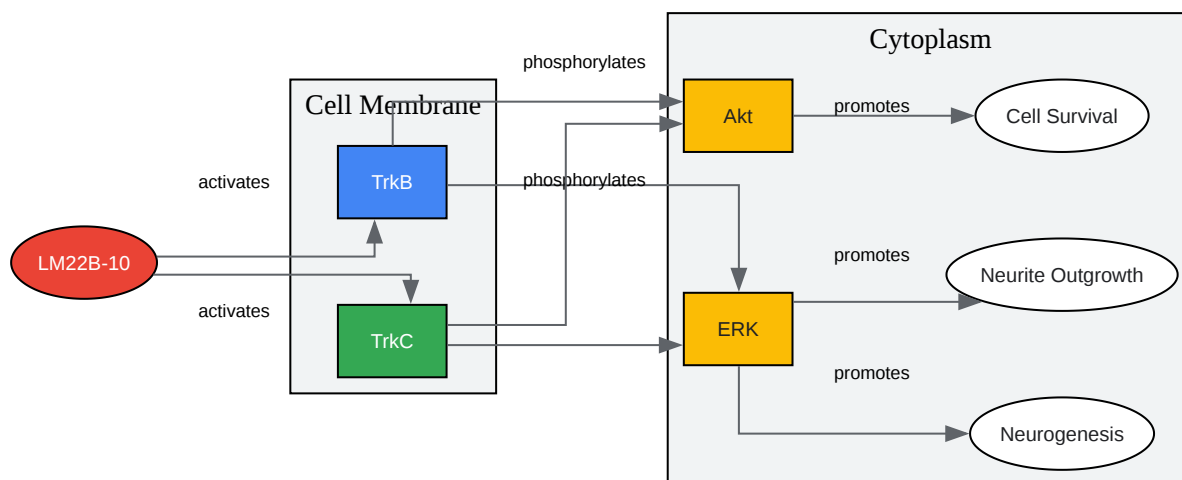 Cytoplasm
phosphorylates
Cell Membrane
Akt
promotes
Cell Survival
activates
TrkB
phosphorylates
LM22B-10
promotes
Neurite Outgrowth
activates
TrkC
ERK
promotes
Neurogenesis